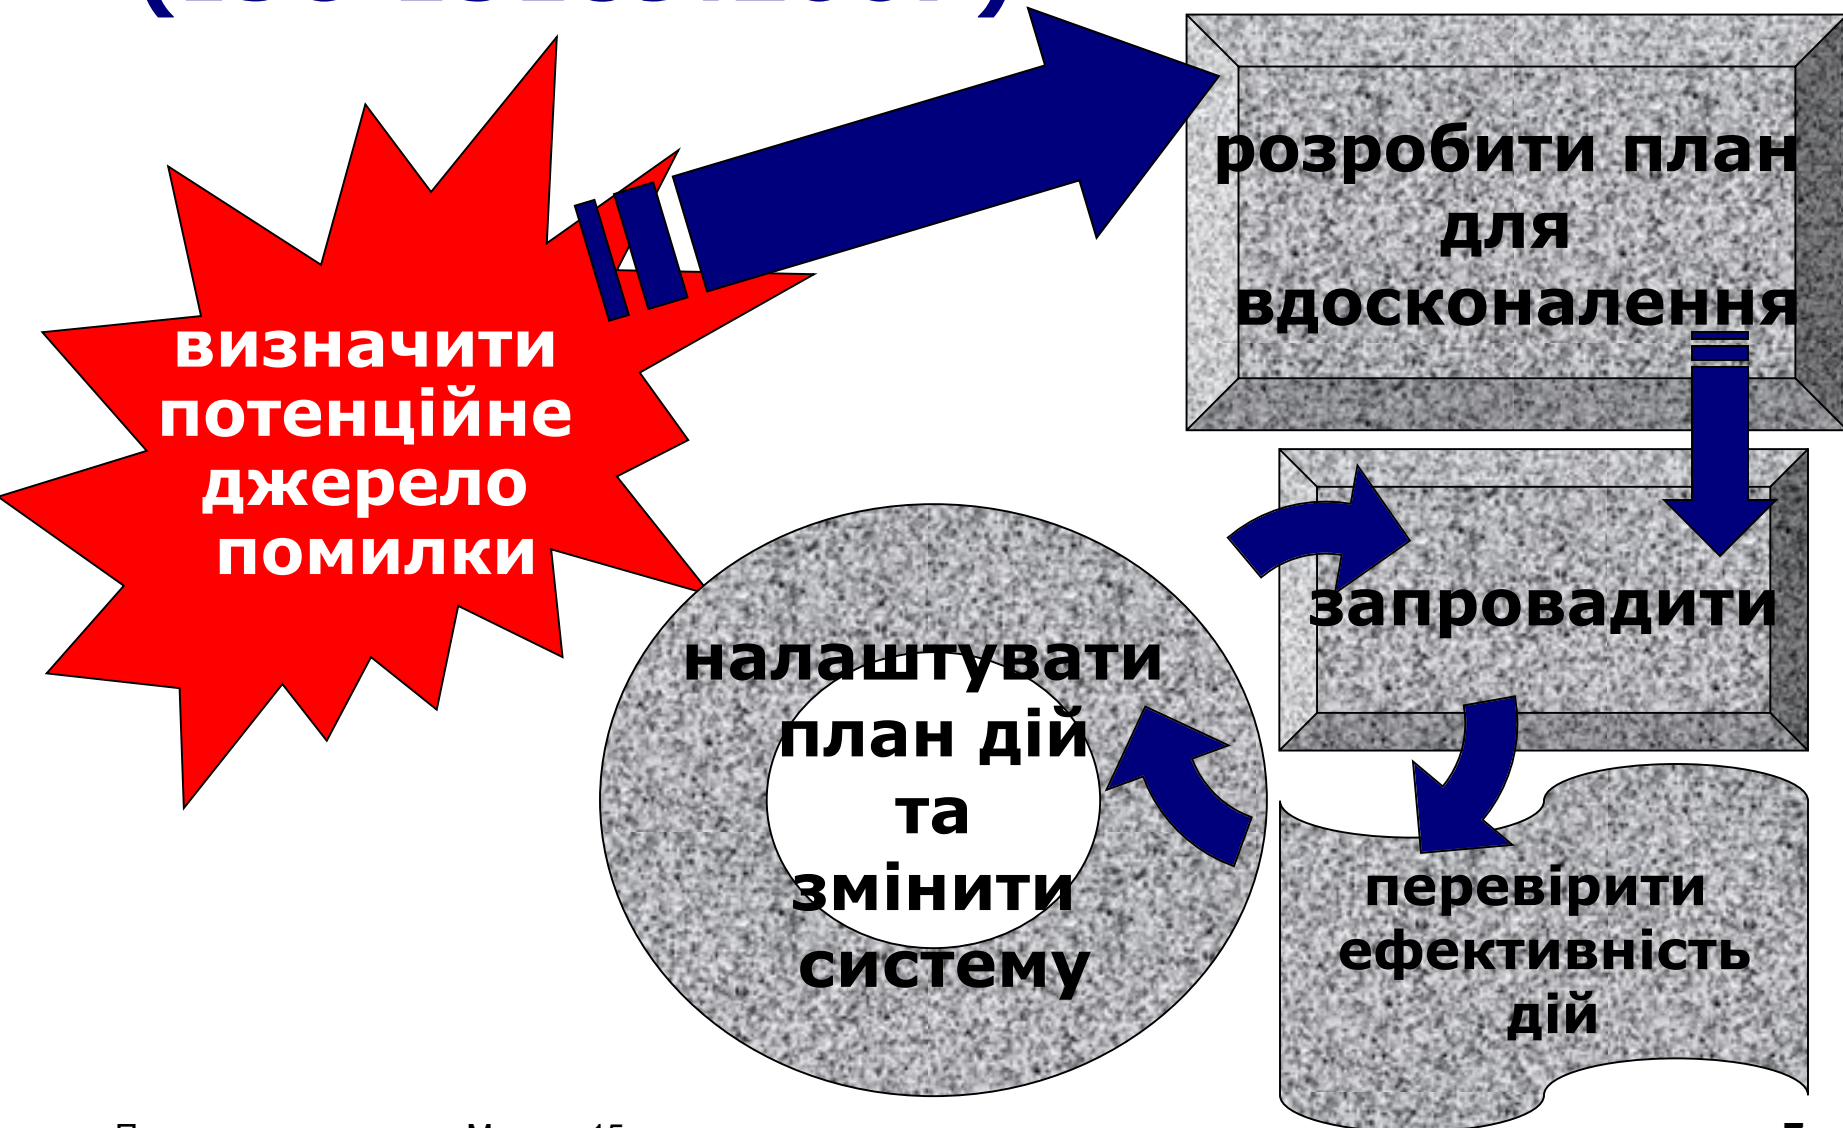 визначити
потенційне
джерело
помилки
розробити план
для
вдосконалення
запровадити
перевірити
ефективність
дій
налаштувати
план дій
та
змінити
систему